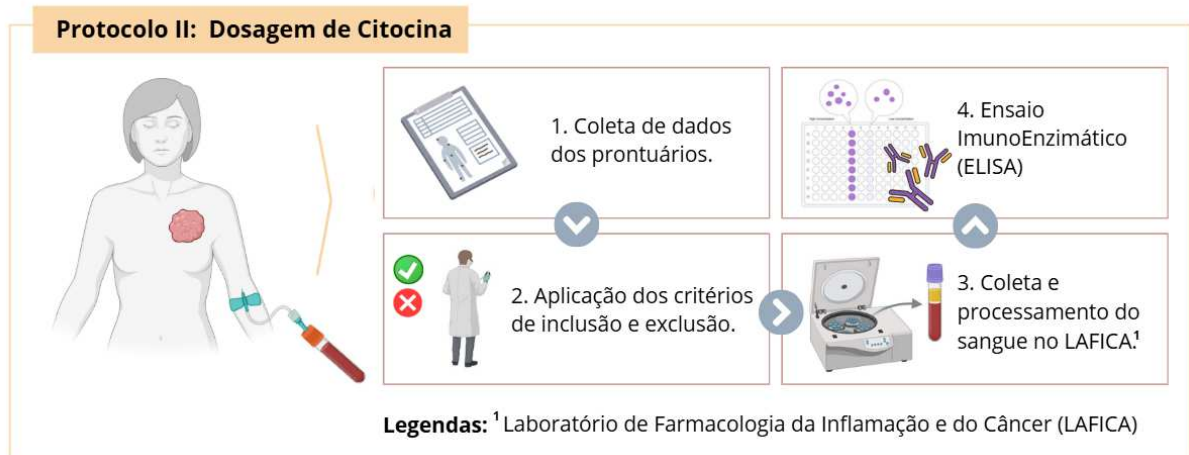 Protocolo II: Dosagem de Citocina
1. Coleta de dados
dos prontuários.
2. Aplicação dos critérios
de inclusão e exclusão.
3. Coleta e
processamento do
sangue no LAFICA.¹
4. Ensaio
ImunoEnzimático
(ELISA)
Legendas: ¹ Laboratório de Farmacologia da Inflamação e do Câncer (LAFICA)